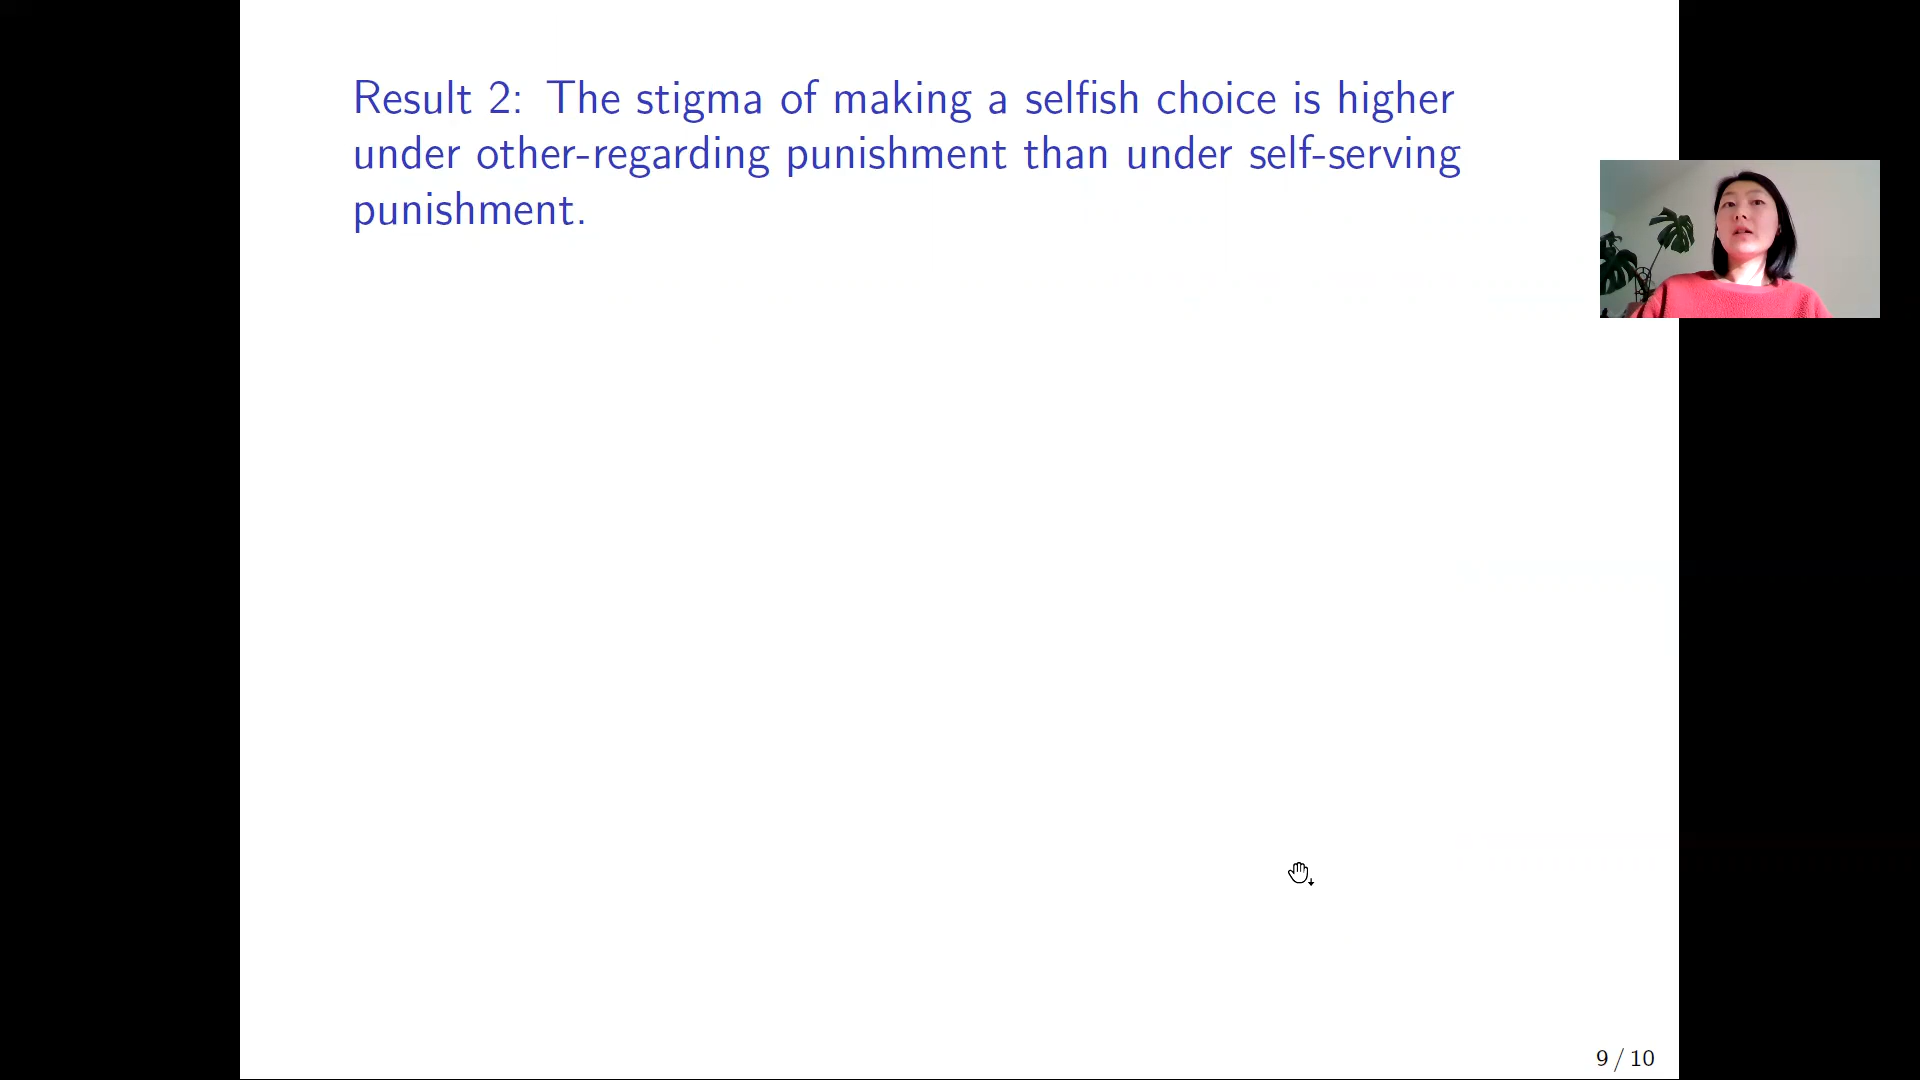 Result 2: The stigma of making a selfish choice is higher
under other-regarding punishment than under self-serving
punishment.
9 / 10